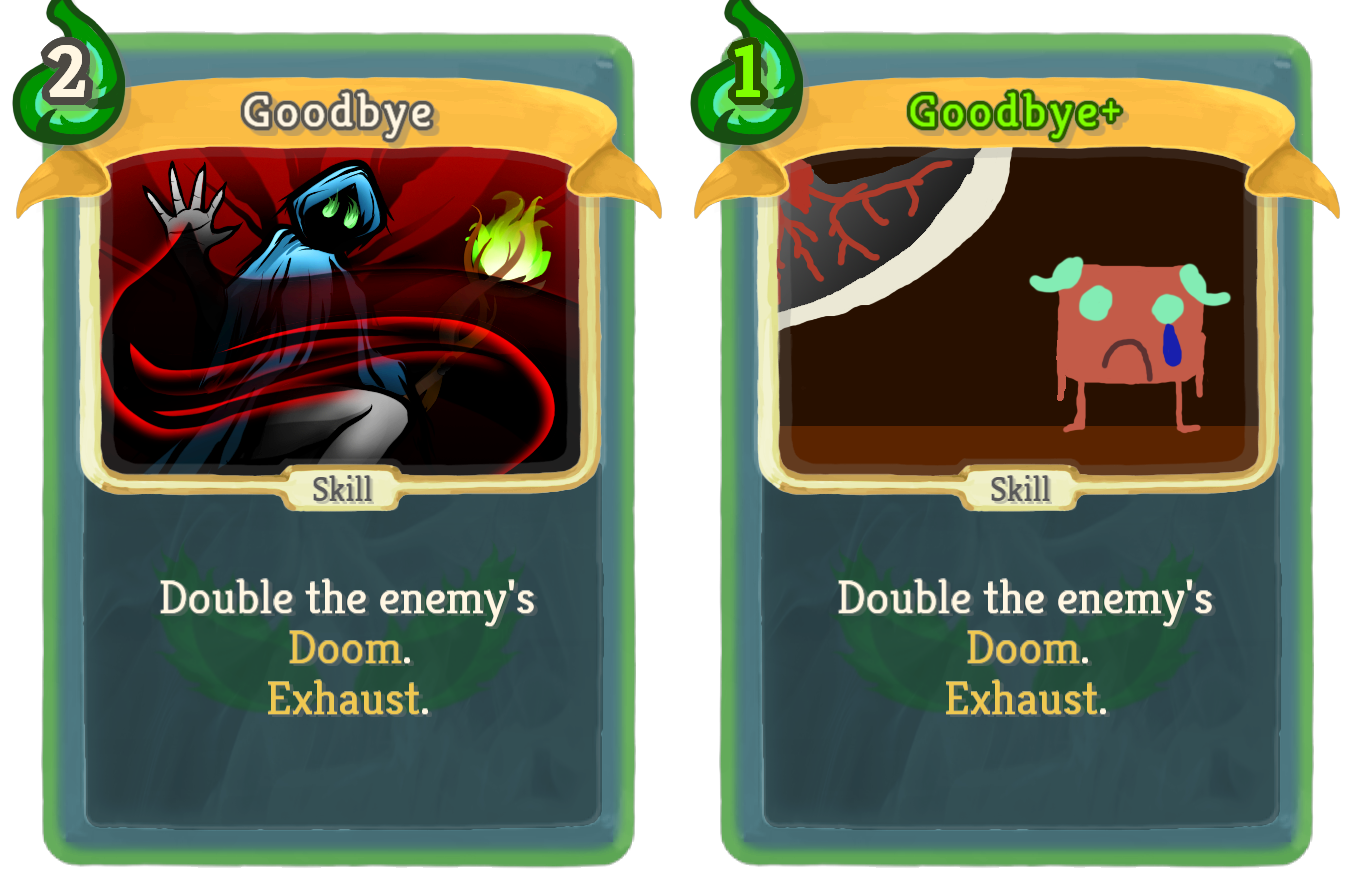 2
Goodbye
Skill
Double the enemy's
Doom.
Exhaust.
1
Goodbye+
Skill
Double the enemy's
Doom.
Exhaust.